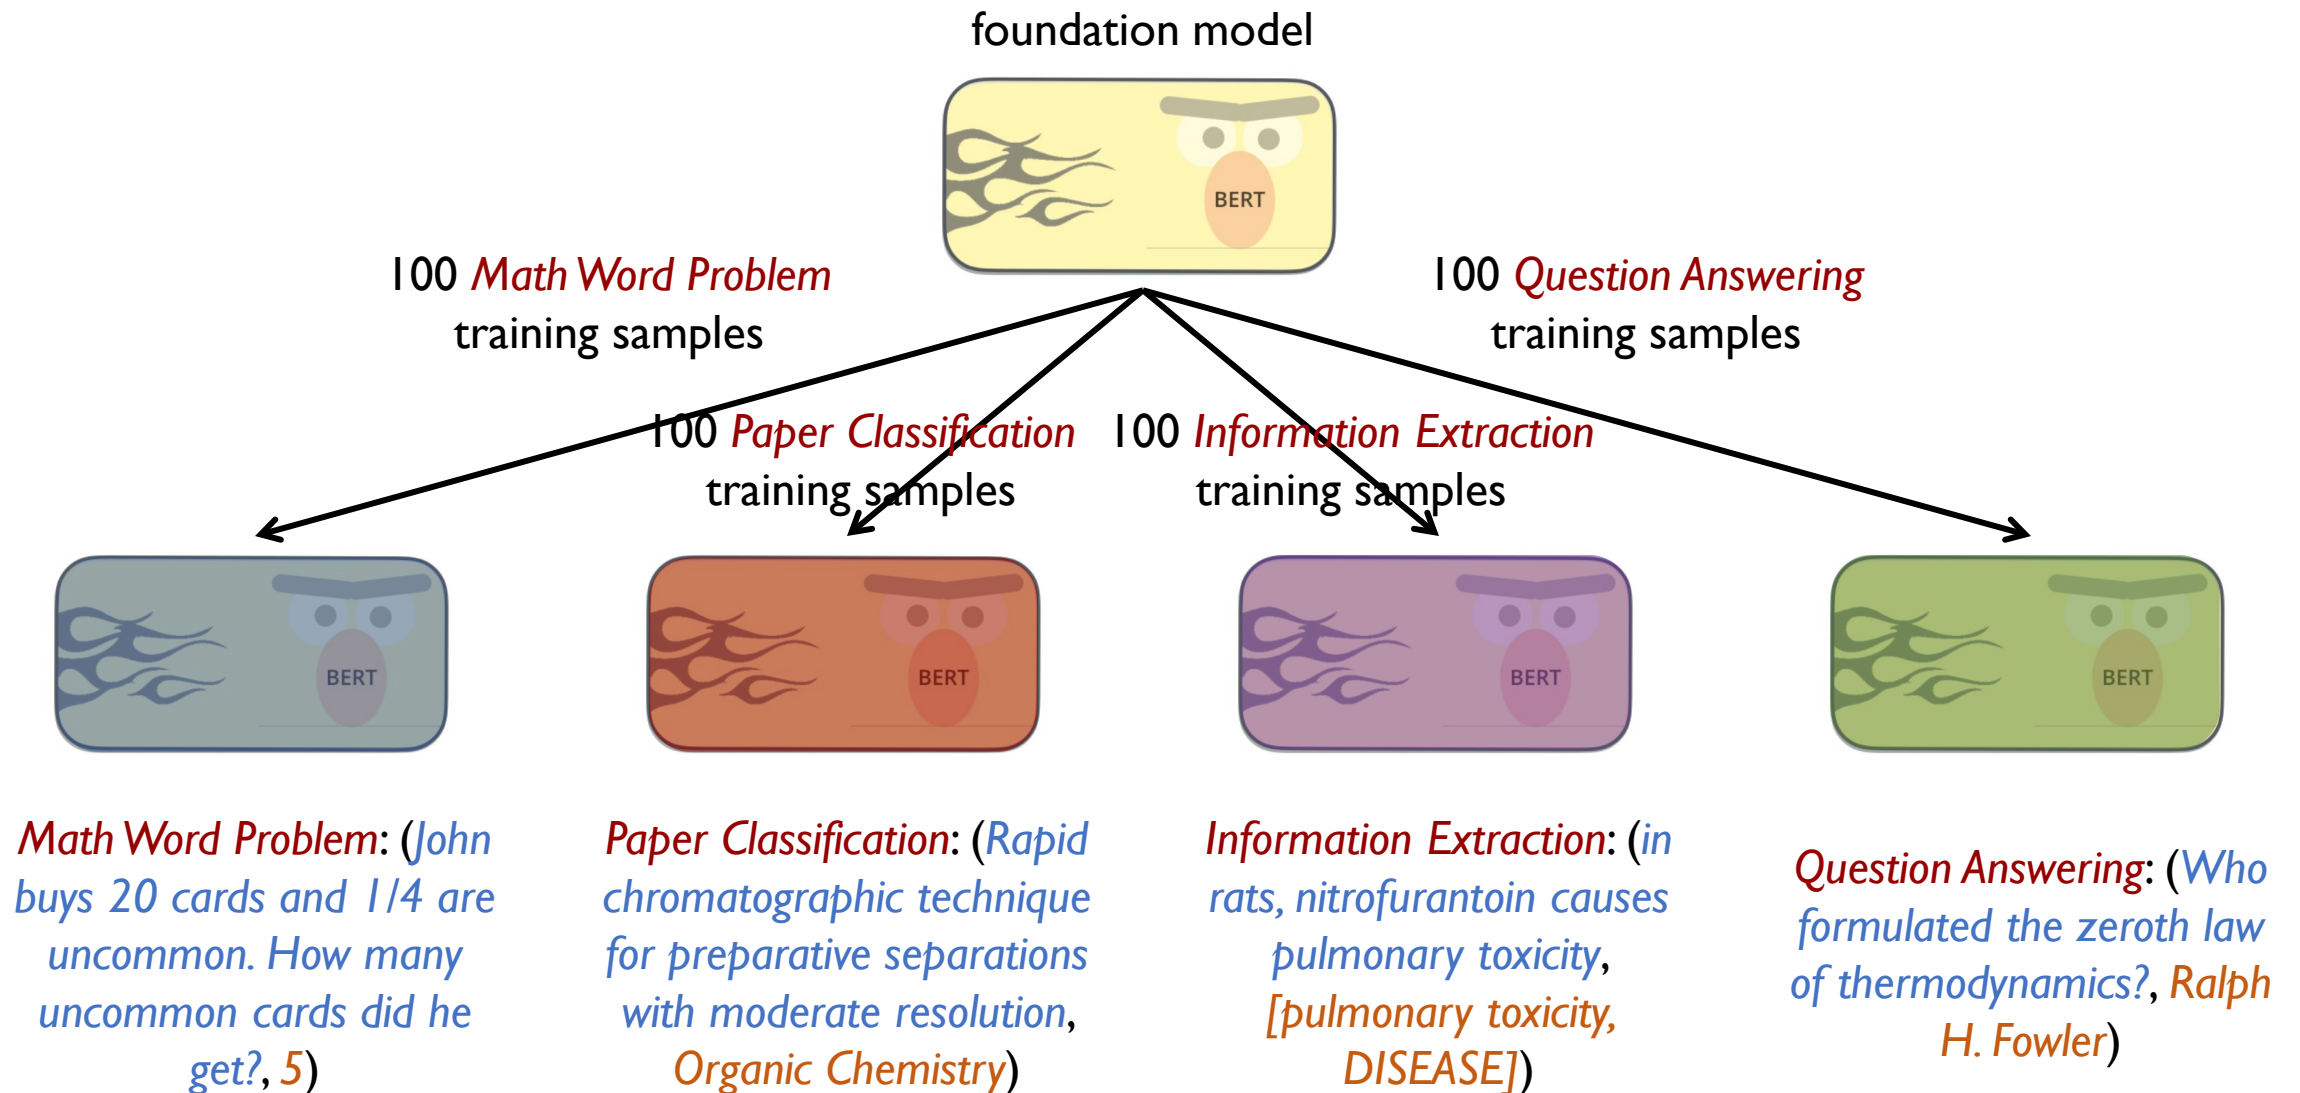 foundation model
BERT
100 Math Word Problem
training samples
100 Question Answering
training samples
100 Paper Classification
training samples
100 Information Extraction
training samples
BERT
BERT
BERT
BERT
Math Word Problem: (John
buys 20 cards and 1/4 are
uncommon. How many
uncommon cards did he
get?, 5)
Paper Classification: (Rapid
chromatographic technique
for preparative separations
with moderate resolution,
Organic Chemistry)
Information Extraction: (in
rats, nitrofurantoin causes
pulmonary toxicity,
[pulmonary toxicity,
DISEASE])
Question Answering: (Who
formulated the zeroth law
of thermodynamics?, Ralph
H. Fowler)